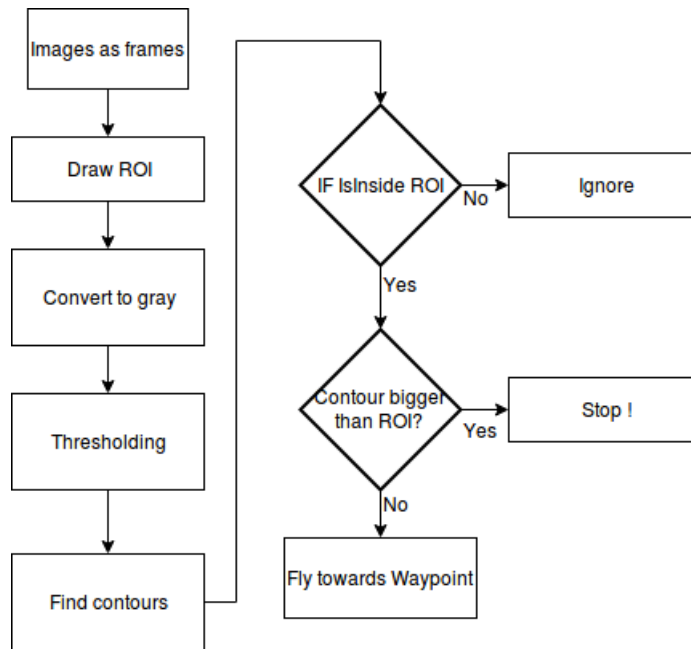 Images as frames
Draw ROI
Convert to gray
Thresholding
Find contours
IF IsInside ROI
No
Ignore
Yes
Contour bigger
than ROI?
Yes
Stop !
No
Fly towards Waypoint